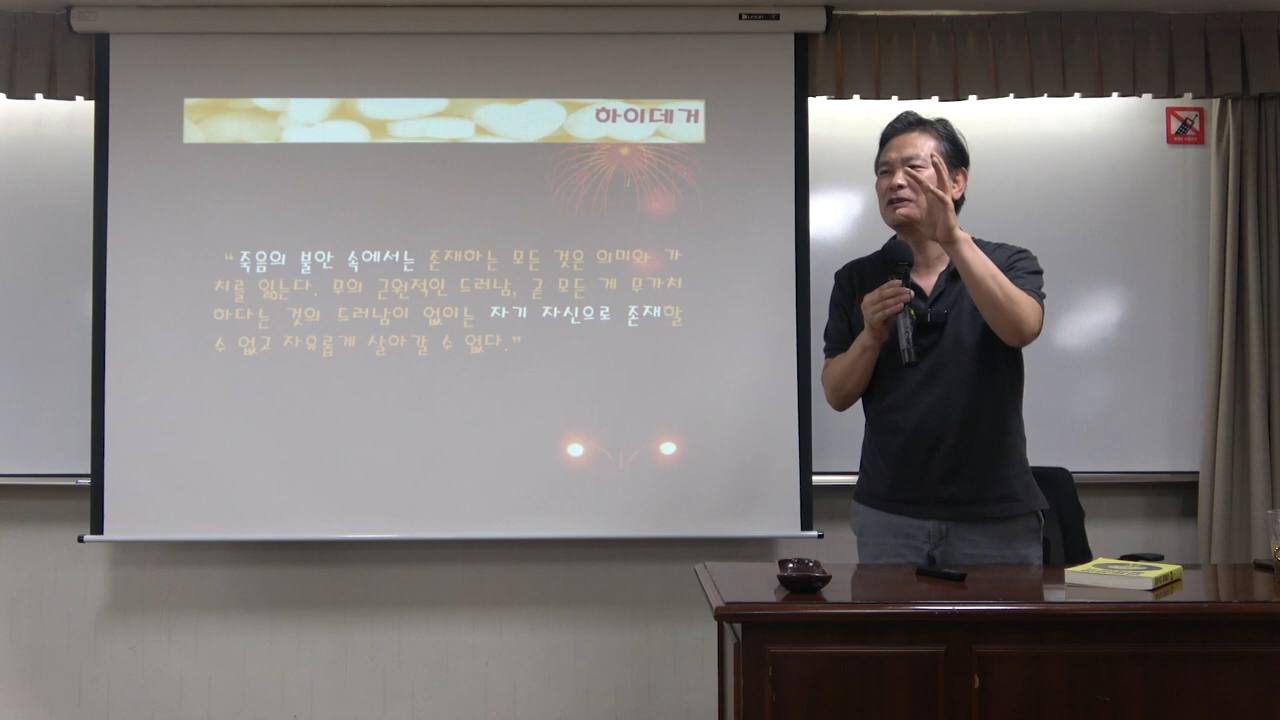 하이데거
“죽음의 불안 속에서는 존재하는 모든 것은 의미와 가
치를 잃는다. 무의 근원적인 드러남, 곧 모든 게 무가치
하다는 것의 드러남이 없이는 자기 자신으로 존재할
수 없고 자유롭게 살아갈 수 없다.”